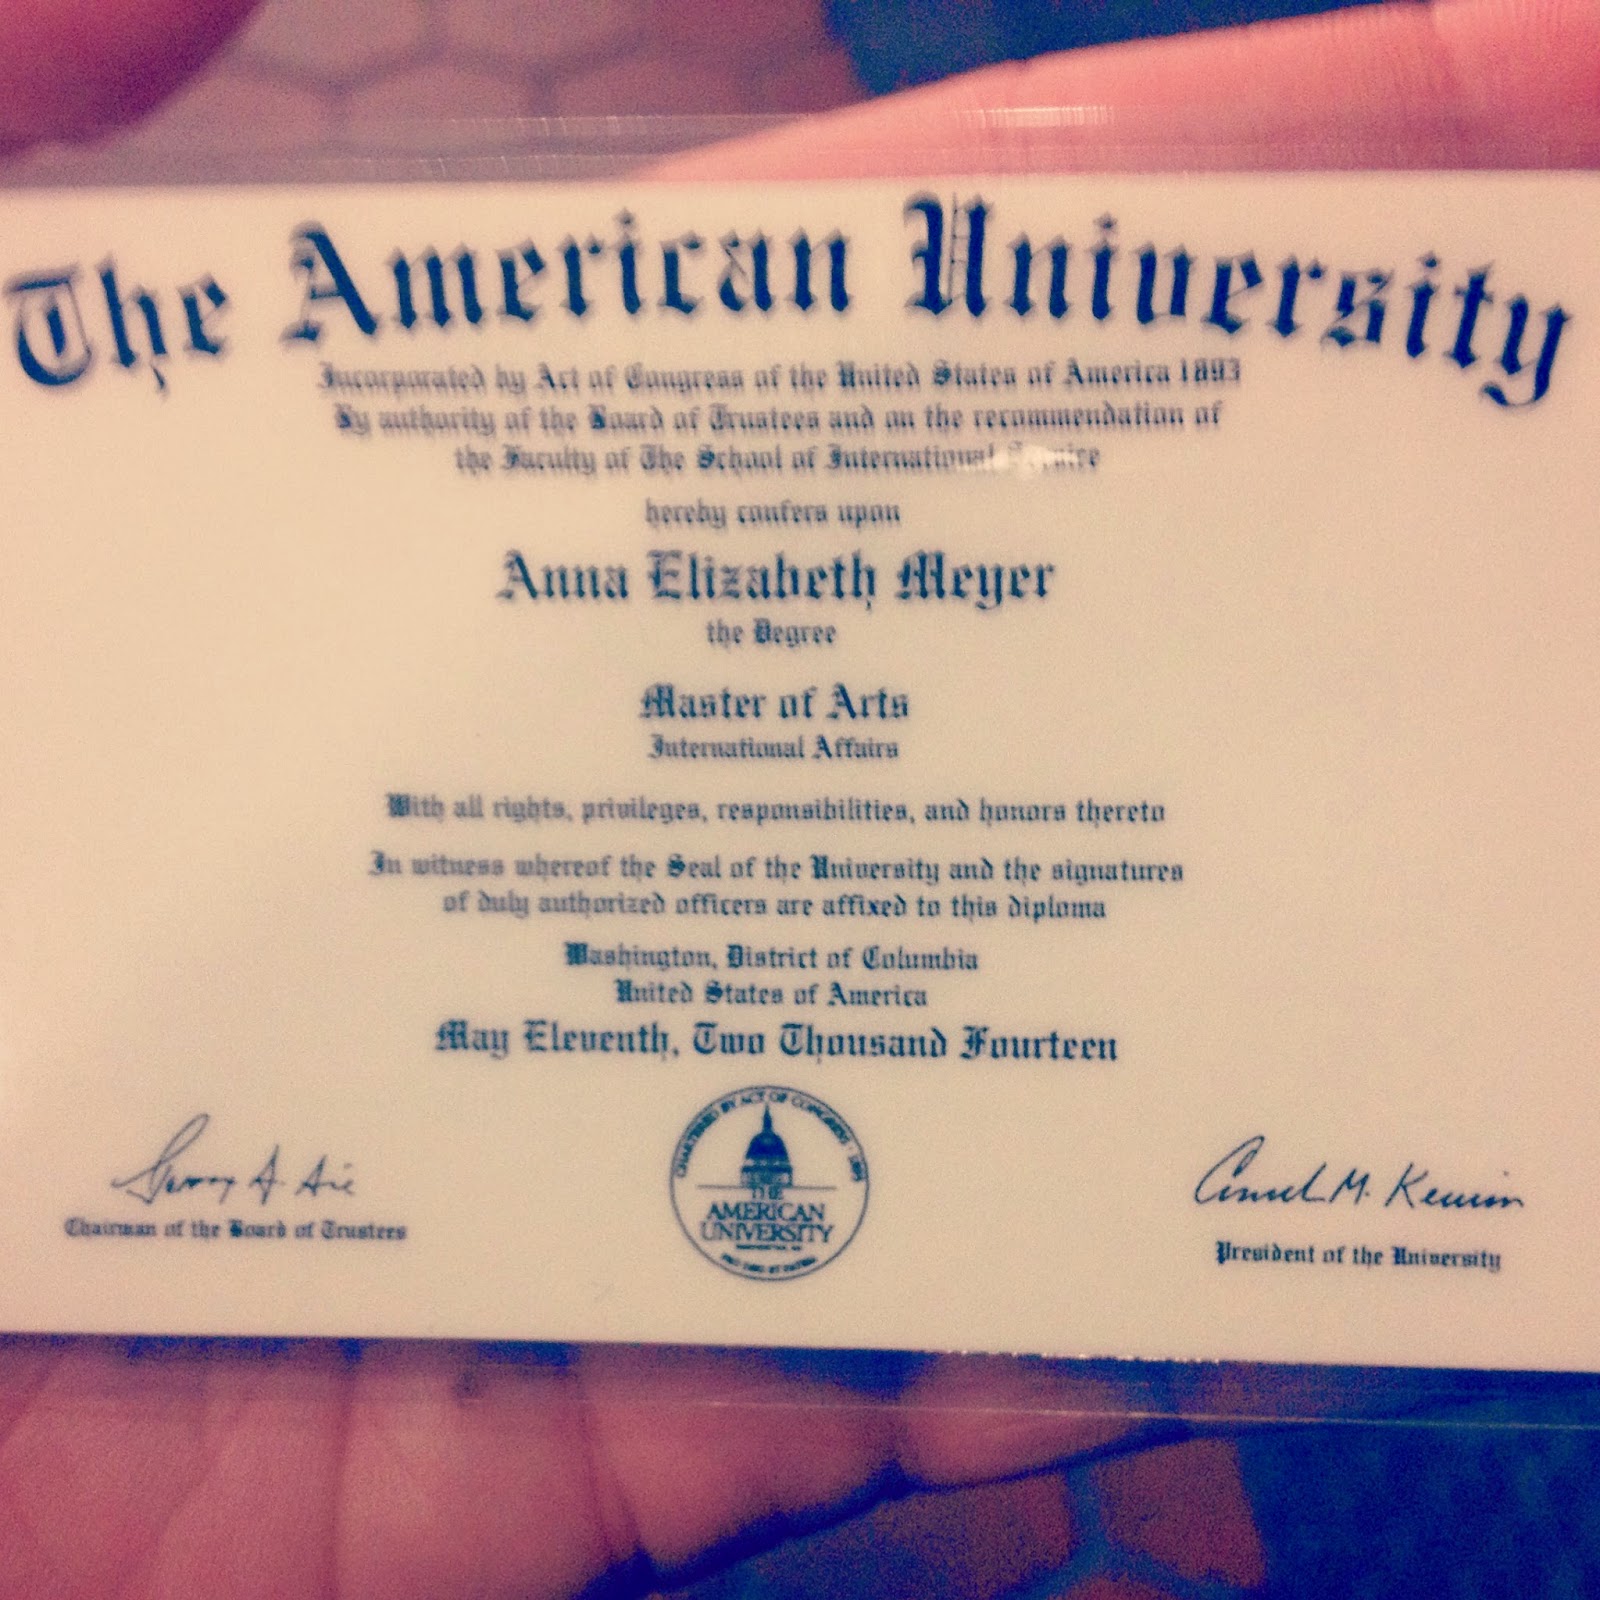 The American University
Incorporated by Act of Congress of the United States of America 1893
By authority of the Board of Trustees and on the recommendation of
the Faculty of The School of International
hereby confers upon
Anna Elizabeth Meyer
the Degree
Master of Arts
International Affairs
With all rights, privileges, responsibilities, and honors thereto
In witness whereof the Seal of the University and the signatures
of duly authorized officers are affixed to this diploma
Washington, District of Columbia
United States of America
May Eleventh, Two Thousand Fourteen
CHARTERED BY ACT OF CONGRESS
THE
AMERICAN
UNIVERSITY
Chairman of the Board of Trustees
President of the University